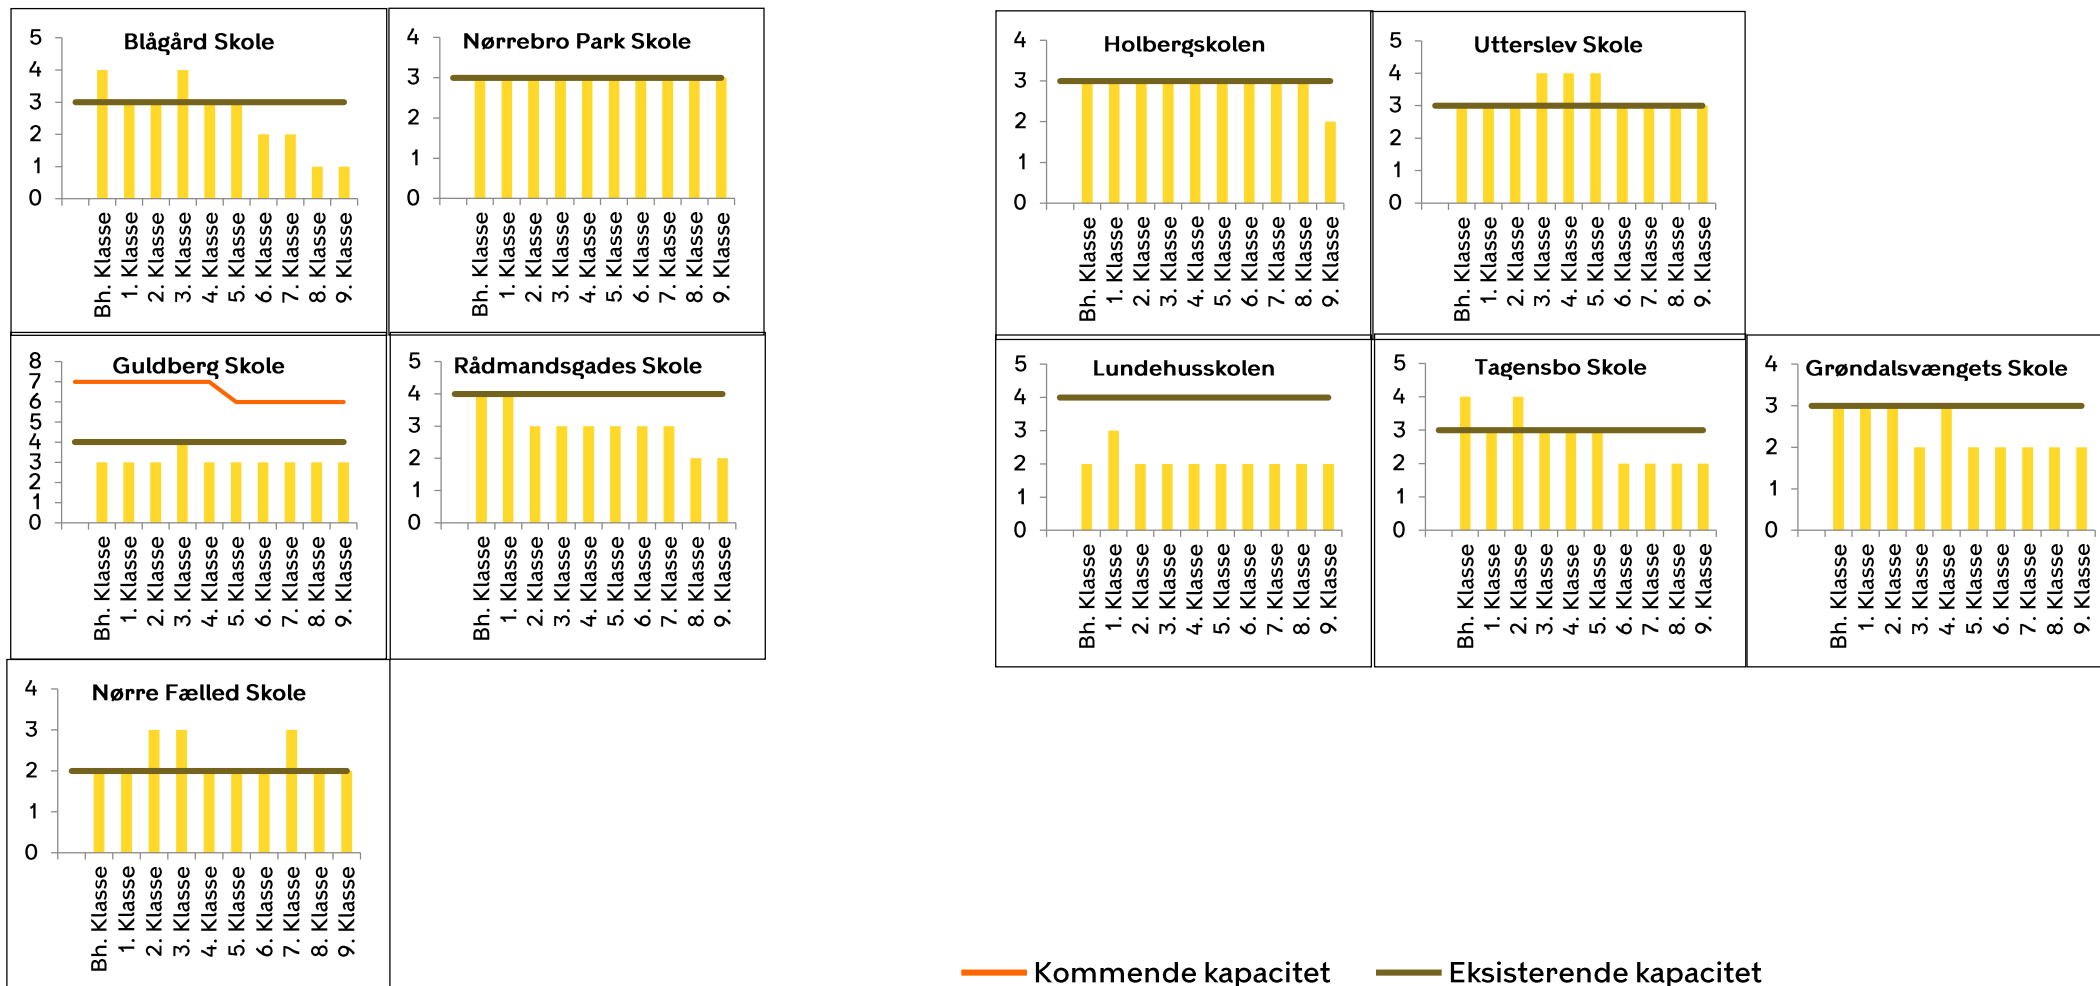 Blågård Skole
5
4
3
2
1
0
Bh. Klasse
1. Klasse
2. Klasse
3. Klasse
4. Klasse
5. Klasse
6. Klasse
7. Klasse
8. Klasse
9. Klasse
Nørrebro Park Skole
4
3
2
1
0
Bh. Klasse
1. Klasse
2. Klasse
3. Klasse
4. Klasse
5. Klasse
6. Klasse
7. Klasse
8. Klasse
9. Klasse
Holbergskolen
4
3
2
1
0
Bh. Klasse
1. Klasse
2. Klasse
3. Klasse
4. Klasse
5. Klasse
6. Klasse
7. Klasse
8. Klasse
9. Klasse
Utterslev Skole
5
4
3
2
1
0
Bh. Klasse
1. Klasse
2. Klasse
3. Klasse
4. Klasse
5. Klasse
6. Klasse
7. Klasse
8. Klasse
9. Klasse
Guldberg Skole
8
7
6
5
4
3
2
1
0
Bh. Klasse
1. Klasse
2. Klasse
3. Klasse
4. Klasse
5. Klasse
6. Klasse
7. Klasse
8. Klasse
9. Klasse
Rådmandsgades Skole
5
4
3
2
1
0
Bh. Klasse
1. Klasse
2. Klasse
3. Klasse
4. Klasse
5. Klasse
6. Klasse
7. Klasse
8. Klasse
9. Klasse
Lundehusskolen
5
4
3
2
1
0
Bh. Klasse
1. Klasse
2. Klasse
3. Klasse
4. Klasse
5. Klasse
6. Klasse
7. Klasse
8. Klasse
9. Klasse
Tagensbo Skole
5
4
3
2
1
0
Bh. Klasse
1. Klasse
2. Klasse
3. Klasse
4. Klasse
5. Klasse
6. Klasse
7. Klasse
8. Klasse
9. Klasse
Grøndalsvængets Skole
4
3
2
1
0
Bh. Klasse
1. Klasse
2. Klasse
3. Klasse
4. Klasse
5. Klasse
6. Klasse
7. Klasse
8. Klasse
9. Klasse
Nørre Fælled Skole
4
3
2
1
0
Bh. Klasse
1. Klasse
2. Klasse
3. Klasse
4. Klasse
5. Klasse
6. Klasse
7. Klasse
8. Klasse
9. Klasse
Kommende kapacitet
Eksisterende kapacitet